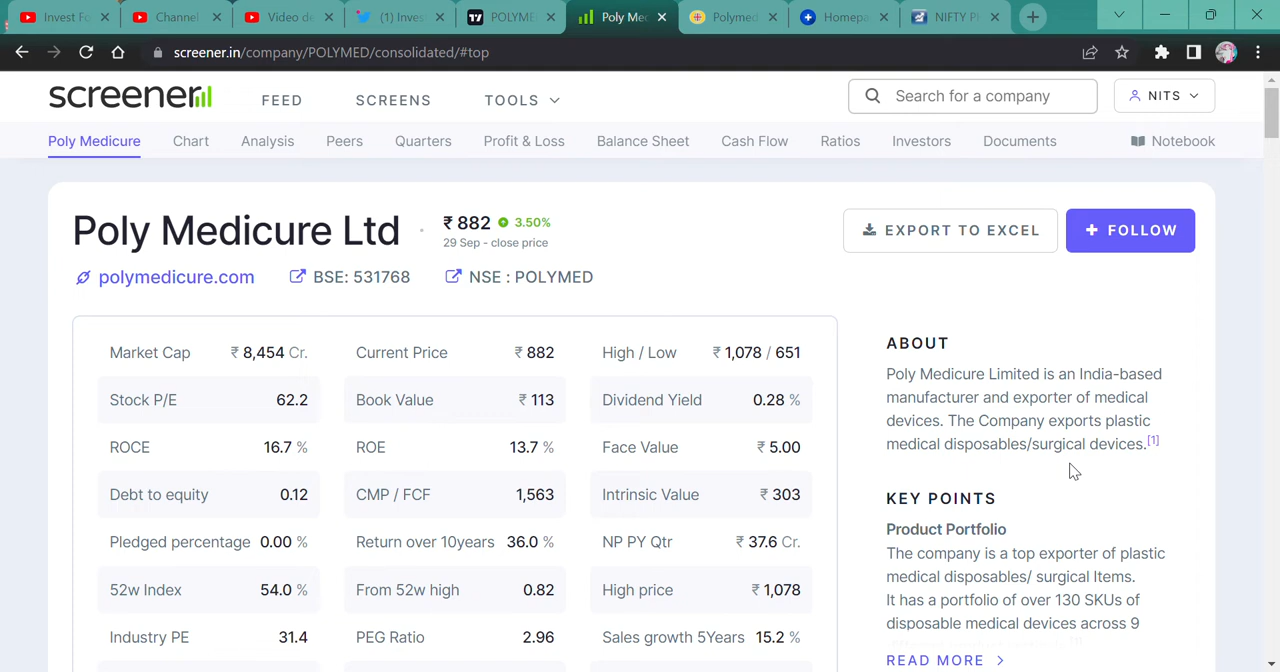 Invest Fo
Channel
Video de
(1) Inves
POLYME
Poly Mec
Polymed
Homepa
NIFTY P
screener.in/company/POLYMED/consolidated/#top
screener
FEED
SCREENS
TOOLS
Search for a company
NITS
Poly Medicure
Chart
Analysis
Peers
Quarters
Profit & Loss
Balance Sheet
Cash Flow
Ratios
Investors
Documents
Notebook
Poly Medicure Ltd
₹ 882 3.50%
29 Sep - close price
EXPORT TO EXCEL
+ FOLLOW
polymedicure.com
BSE: 531768
NSE : POLYMED
Market Cap ₹ 8,454 Cr.
Current Price ₹ 882
High / Low ₹ 1,078 / 651
Stock P/E 62.2
Book Value ₹ 113
Dividend Yield 0.28 %
ROCE 16.7 %
ROE 13.7 %
Face Value ₹ 5.00
Debt to equity 0.12
CMP / FCF 1,563
Intrinsic Value ₹ 303
Pledged percentage 0.00 %
Return over 10years 36.0 %
NP PY Qtr ₹ 37.6 Cr.
52w Index 54.0 %
From 52w high 0.82
High price ₹ 1,078
Industry PE 31.4
PEG Ratio 2.96
Sales growth 5Years 15.2 %
ABOUT
Poly Medicure Limited is an India-based
manufacturer and exporter of medical
devices. The Company exports plastic
medical disposables/surgical devices.[1]
KEY POINTS
Product Portfolio
The company is a top exporter of plastic
medical disposables/ surgical Items.
It has a portfolio of over 130 SKUs of
disposable medical devices across 9
READ MORE